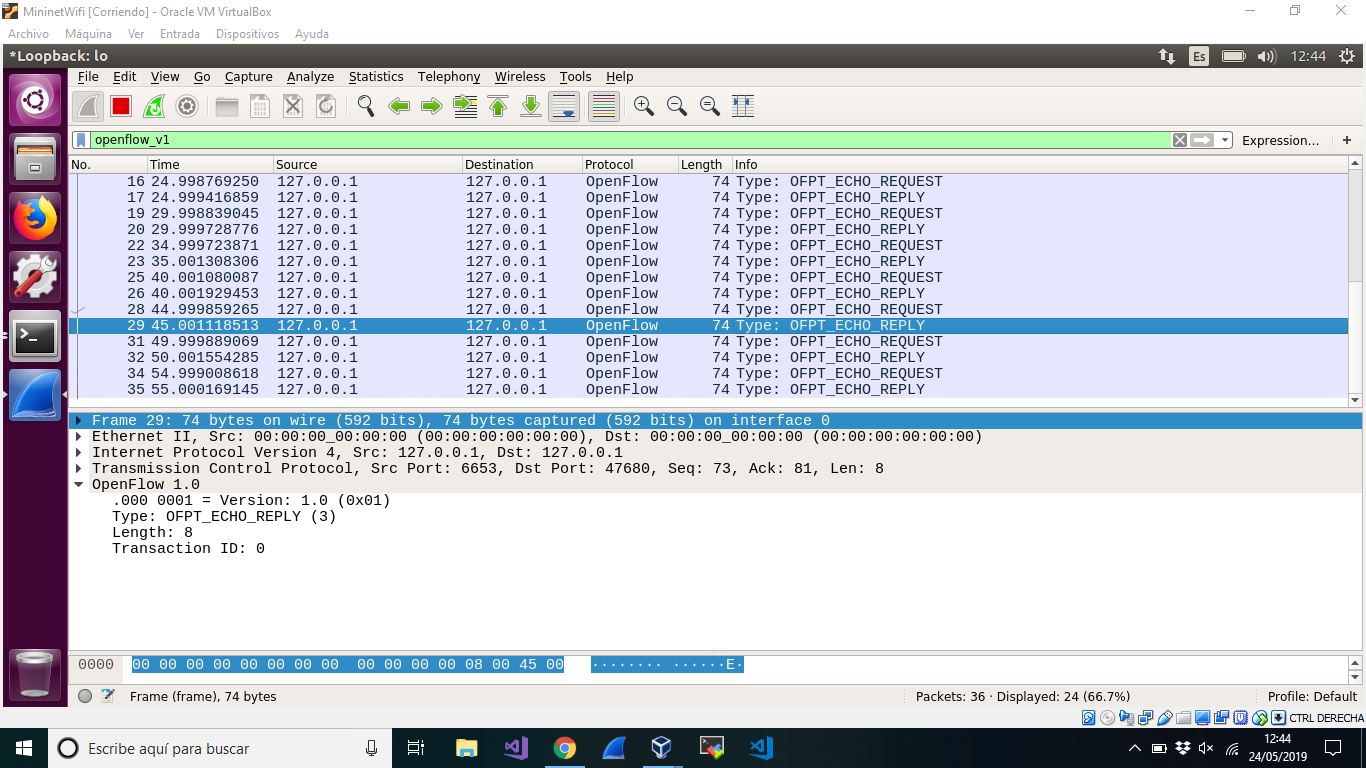 MininetWifi [Corriendo] - Oracle VM VirtualBox
Archivo Máquina Ver Entrada Dispositivos Ayuda
*Loopback: lo Es 12:44
File Edit View Go Capture Analyze Statistics Telephony Wireless Tools Help
openflow_v1 Expression... +
No. Time Source Destination Protocol Length Info
16 24.998769250 127.0.0.1 127.0.0.1 OpenFlow 74 Type: OFPT_ECHO_REQUEST
17 24.999416859 127.0.0.1 127.0.0.1 OpenFlow 74 Type: OFPT_ECHO_REPLY
19 29.998839045 127.0.0.1 127.0.0.1 OpenFlow 74 Type: OFPT_ECHO_REQUEST
20 29.999728776 127.0.0.1 127.0.0.1 OpenFlow 74 Type: OFPT_ECHO_REPLY
22 34.999723871 127.0.0.1 127.0.0.1 OpenFlow 74 Type: OFPT_ECHO_REQUEST
23 35.001308306 127.0.0.1 127.0.0.1 OpenFlow 74 Type: OFPT_ECHO_REPLY
25 40.001080087 127.0.0.1 127.0.0.1 OpenFlow 74 Type: OFPT_ECHO_REQUEST
26 40.001929453 127.0.0.1 127.0.0.1 OpenFlow 74 Type: OFPT_ECHO_REPLY
28 44.999859265 127.0.0.1 127.0.0.1 OpenFlow 74 Type: OFPT_ECHO_REQUEST
29 45.001118513 127.0.0.1 127.0.0.1 OpenFlow 74 Type: OFPT_ECHO_REPLY
31 49.999889069 127.0.0.1 127.0.0.1 OpenFlow 74 Type: OFPT_ECHO_REQUEST
32 50.001554285 127.0.0.1 127.0.0.1 OpenFlow 74 Type: OFPT_ECHO_REPLY
34 54.999008618 127.0.0.1 127.0.0.1 OpenFlow 74 Type: OFPT_ECHO_REQUEST
35 55.000169145 127.0.0.1 127.0.0.1 OpenFlow 74 Type: OFPT_ECHO_REPLY
Frame 29: 74 bytes on wire (592 bits), 74 bytes captured (592 bits) on interface 0
Ethernet II, Src: 00:00:00_00:00:00 (00:00:00:00:00:00), Dst: 00:00:00_00:00:00 (00:00:00:00:00:00)
Internet Protocol Version 4, Src: 127.0.0.1, Dst: 127.0.0.1
Transmission Control Protocol, Src Port: 6653, Dst Port: 47680, Seq: 73, Ack: 81, Len: 8
OpenFlow 1.0
.000 0001 = Version: 1.0 (0x01)
Type: OFPT_ECHO_REPLY (3)
Length: 8
Transaction ID: 0
0000 00 00 00 00 00 00 00 00 00 00 00 00 08 00 45 00 ········ ······E·
Frame (frame), 74 bytes Packets: 36 · Displayed: 24 (66.7%) Profile: Default
CTRL DERECHA
Escribe aquí para buscar
12:44
24/05/2019